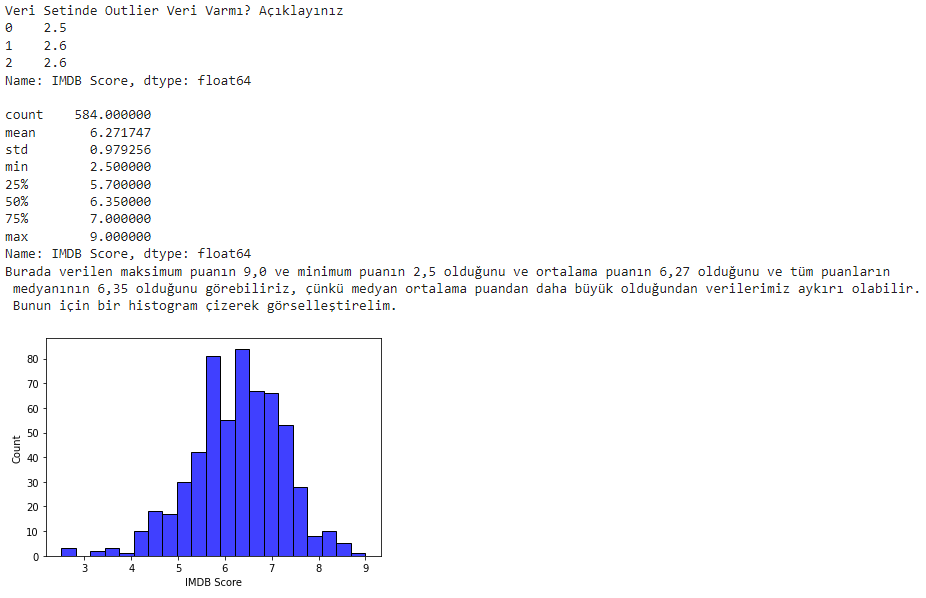 Veri Setinde Outlier Veri Varmı? Açıklayınız
0    2.5
1    2.6
2    2.6
Name: IMDB Score, dtype: float64
count    584.000000
mean       6.271747
std        0.979256
min        2.500000
25%        5.700000
50%        6.350000
75%        7.000000
max        9.000000
Name: IMDB Score, dtype: float64
Burada verilen maksimum puanın 9,0 ve minimum puanın 2,5 olduğunu ve ortalama puanın 6,27 olduğunu ve tüm puanların
medyanının 6,35 olduğunu görebiliriz, çünkü medyan ortalama puandan daha büyük olduğundan verilerimiz aykırı olabilir.
Bunun için bir histogram çizerek görselleştirelim.
80
70
60
50
40
30
20
10
0
Count
3 4 5 6 7 8 9
IMDB Score